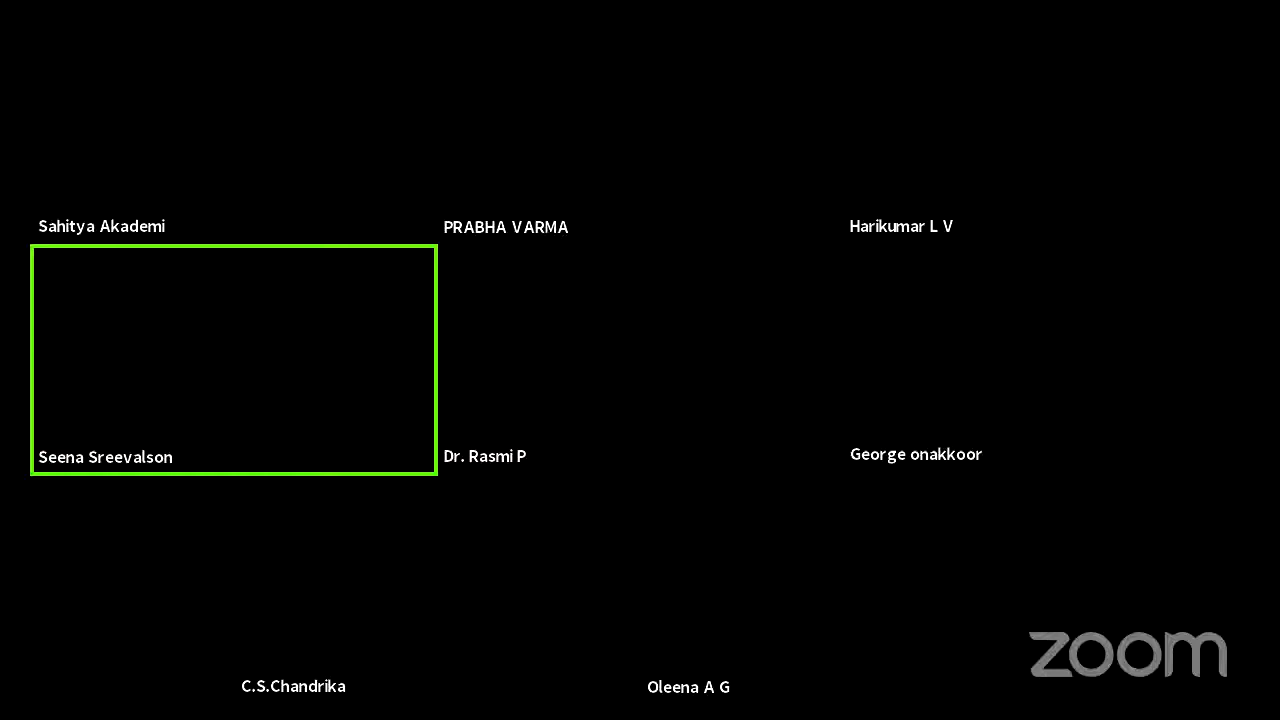 Sahitya Akademi
PRABHA VARMA
Harikumar L V
Seena Sreevalson
Dr. Rasmi P
George onakkoor
C.S.Chandrika
Oleena A G
zoom